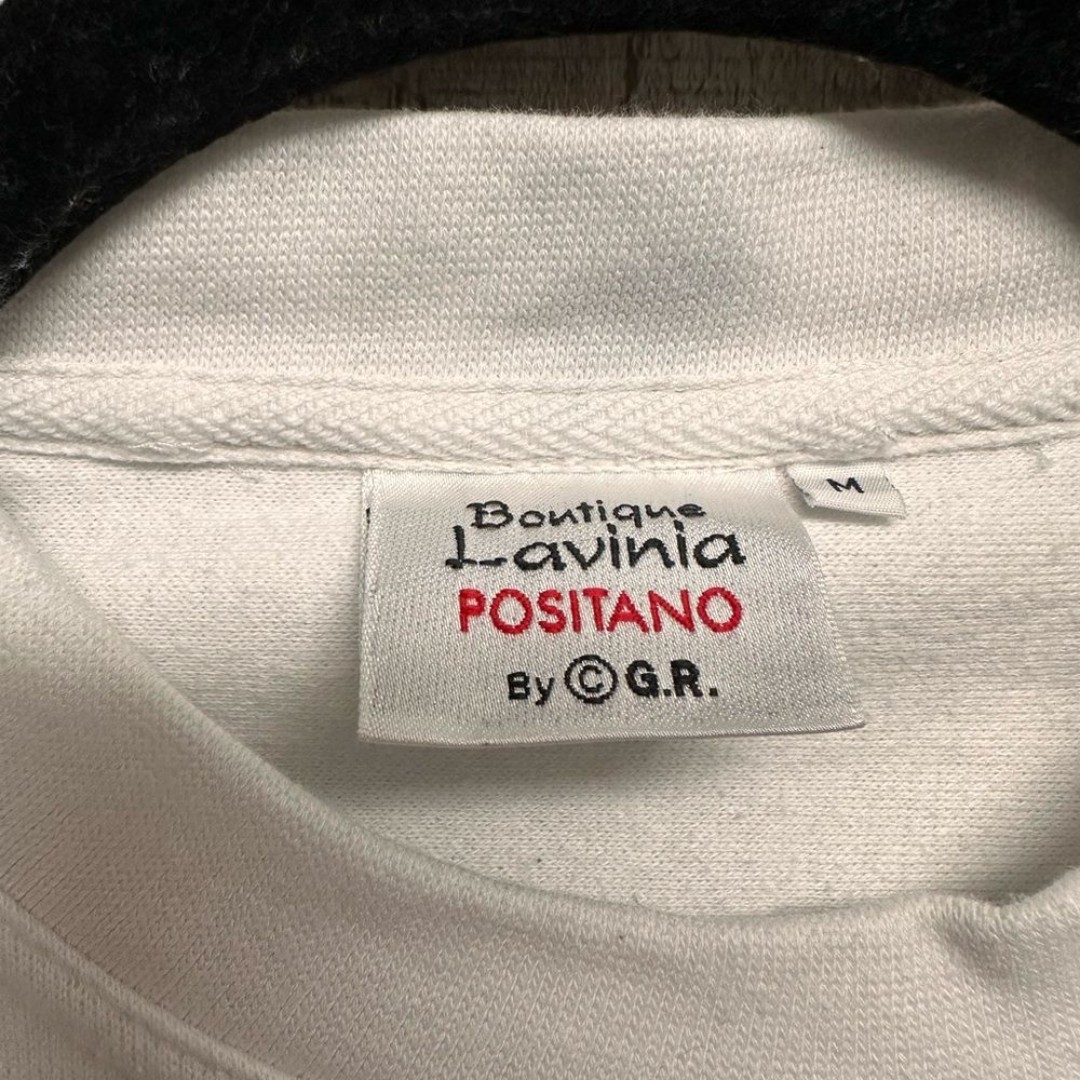 Boutique
Lavinia
POSITANO
By © G.R.
M